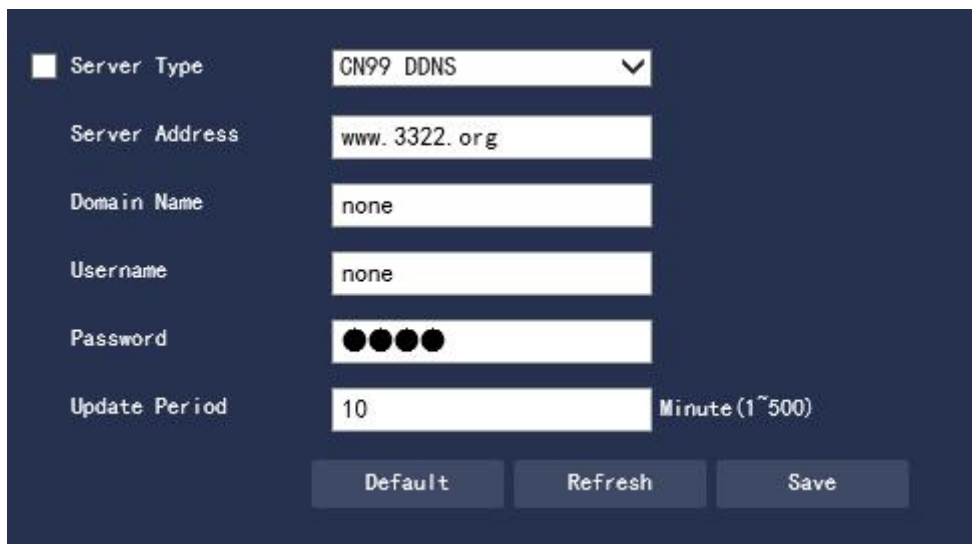 Server Type CN99 DDNS
Server Address www.3322.org
Domain Name none
Username none
Password ●●●●
Update Period 10 Minute(1~500)
Default Refresh Save